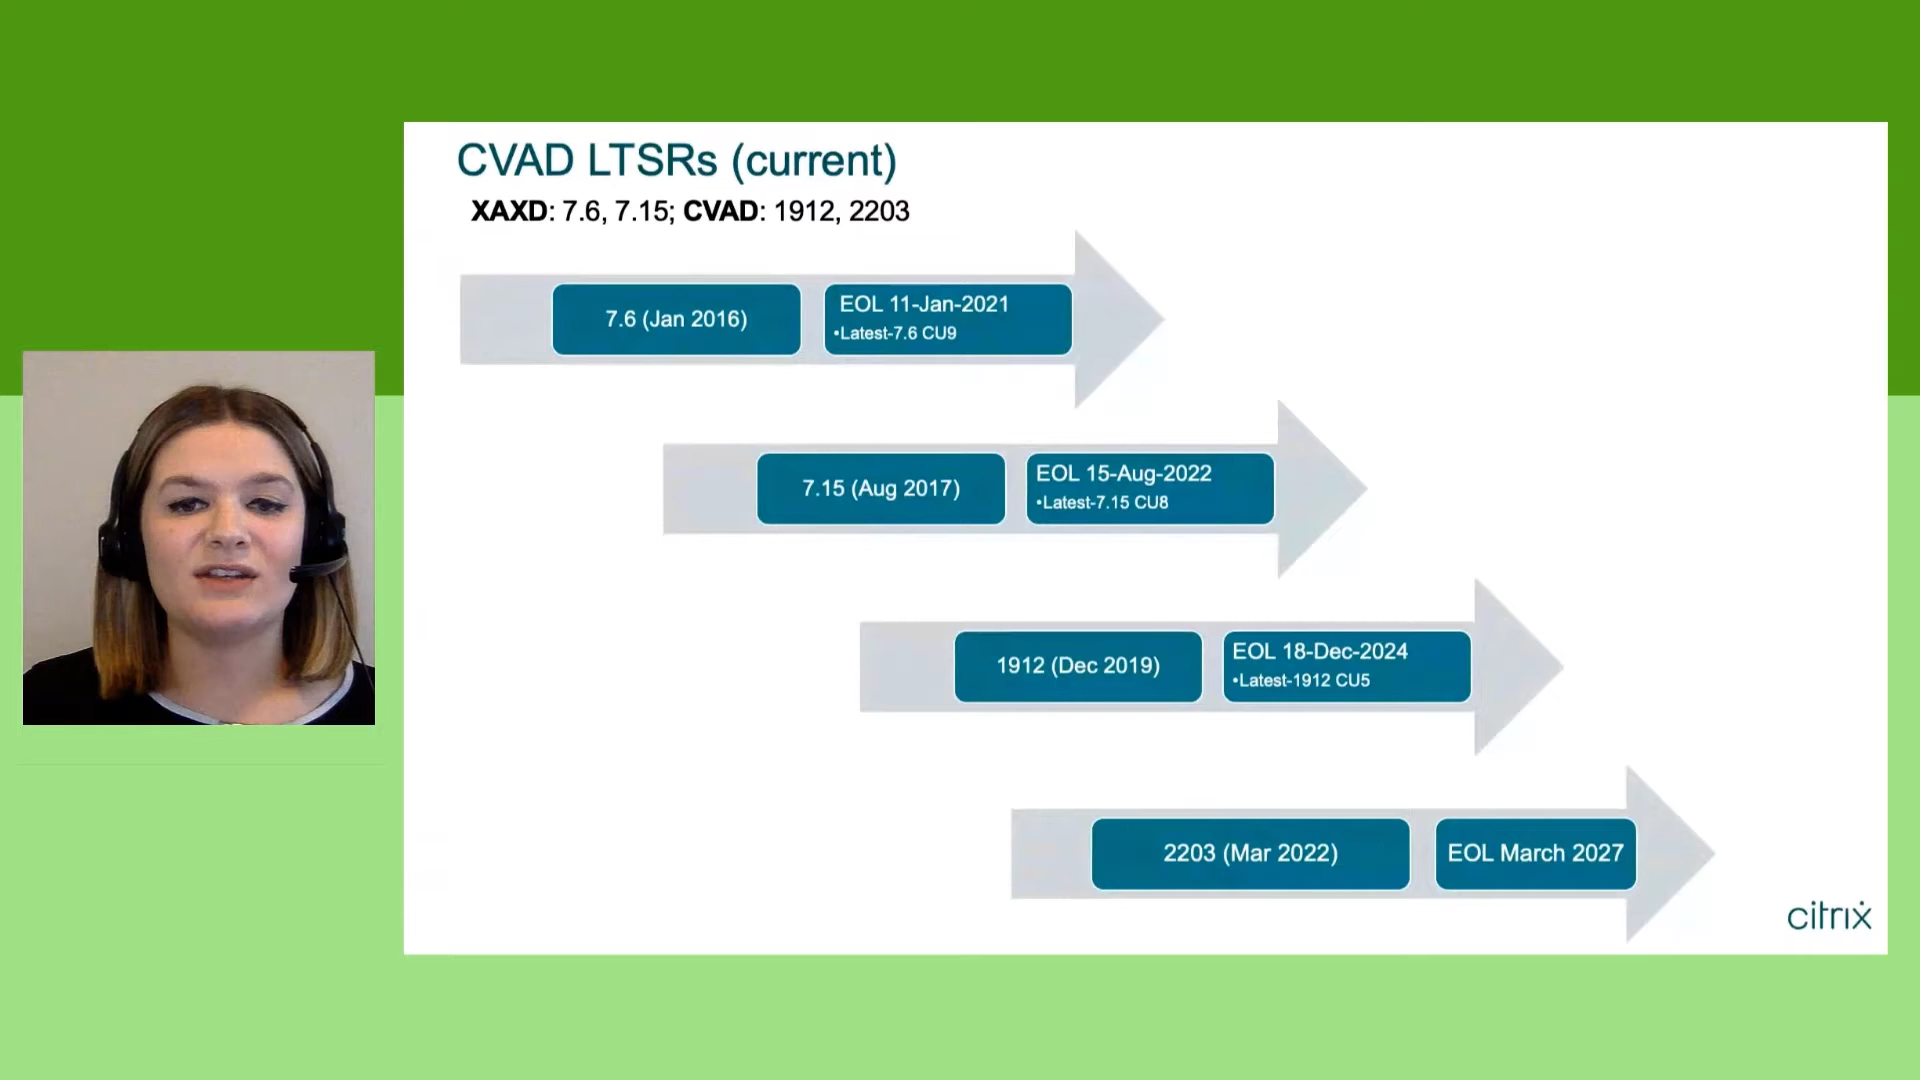 CVAD LTSRs (current)
XAXD: 7.6, 7.15; CVAD: 1912, 2203
7.6 (Jan 2016)
EOL 11-Jan-2021
•Latest-7.6 CU9
7.15 (Aug 2017)
EOL 15-Aug-2022
•Latest-7.15 CU8
1912 (Dec 2019)
EOL 18-Dec-2024
•Latest-1912 CU5
2203 (Mar 2022)
EOL March 2027
citrix